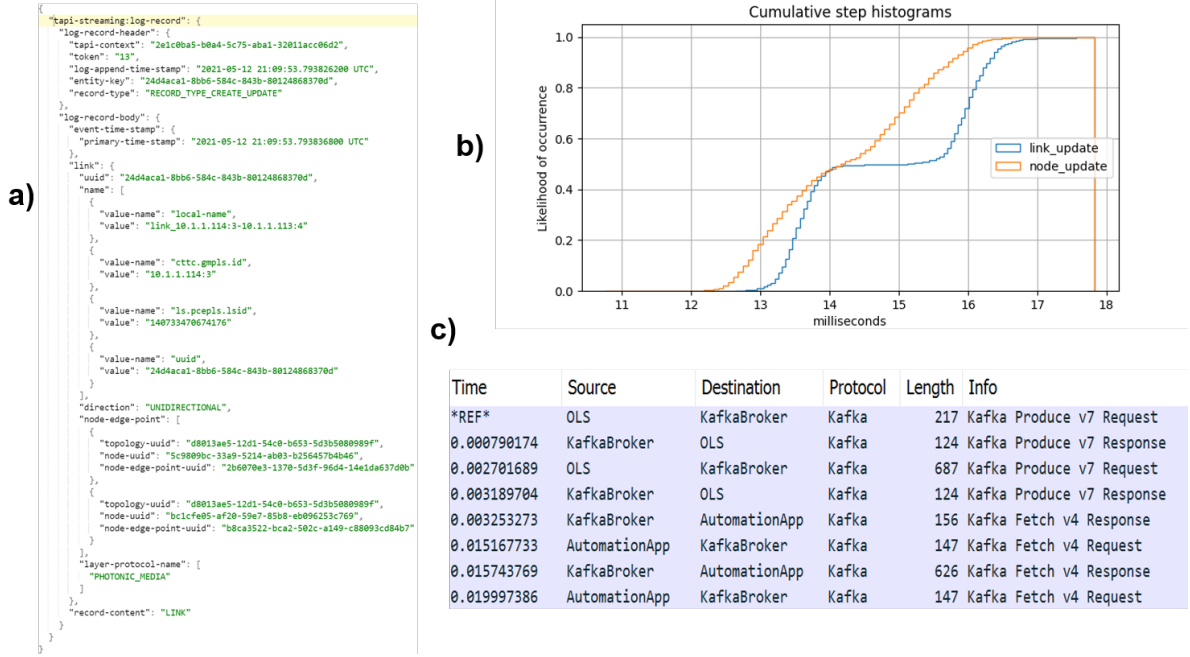 a)
{
"tapi-streaming:log-record": {
"log-record-header": {
"tapi-context": "2e1c0ba5-b0a4-5c75-aba1-32011acc06d2",
"token": "13",
"log-append-time-stamp": "2021-05-12 21:09:53.793826200 UTC",
"entity-key": "24d4aca1-8bb6-584c-843b-80124868370d",
"record-type": "RECORD_TYPE_CREATE_UPDATE"
},
"log-record-body": {
"event-time-stamp": {
"primary-time-stamp": "2021-05-12 21:09:53.793836800 UTC"
},
"link": {
"uuid": "24d4aca1-8bb6-584c-843b-80124868370d",
"name": [
{
"value-name": "local-name",
"value": "link_10.1.1.114:3-10.1.1.113:4"
},
{
"value-name": "cttc.gmpls.id",
"value": "10.1.1.114:3"
},
{
"value-name": "ls.pcepls.lsid",
"value": "140733470674176"
},
{
"value-name": "uuid",
"value": "24d4aca1-8bb6-584c-843b-80124868370d"
}
],
"direction": "UNIDIRECTIONAL",
"node-edge-point": [
{
"topology-uuid": "d8013ae5-12d1-54c0-b653-5d3b5080989f",
"node-uuid": "5c9809bc-33a9-5214-ab03-b256457b4b46",
"node-edge-point-uuid": "2b6070e3-1370-5d3f-96d4-14e1da637d0b"
},
{
"topology-uuid": "d8013ae5-12d1-54c0-b653-5d3b5080989f",
"node-uuid": "bc1cfe05-af20-59e7-85b8-eb096253c769",
"node-edge-point-uuid": "b8ca3522-bca2-502c-a149-c88093cd84b7"
}
],
"layer-protocol-name": [
"PHOTONIC_MEDIA"
]
},
"record-content": "LINK"
}
}
}
b)
Cumulative step histograms
Likelihood of occurrence
1.0
0.8
0.6
0.4
0.2
0.0
link_update
node_update
11 12 13 14 15 16 17 18
milliseconds
c)
Time Source Destination Protocol Length Info
*REF* OLS KafkaBroker Kafka 217 Kafka Produce v7 Request
0.000790174 KafkaBroker OLS Kafka 124 Kafka Produce v7 Response
0.002701689 OLS KafkaBroker Kafka 687 Kafka Produce v7 Request
0.003189704 KafkaBroker OLS Kafka 124 Kafka Produce v7 Response
0.003253273 KafkaBroker AutomationApp Kafka 156 Kafka Fetch v4 Response
0.015167733 AutomationApp KafkaBroker Kafka 147 Kafka Fetch v4 Request
0.015743769 KafkaBroker AutomationApp Kafka 626 Kafka Fetch v4 Response
0.019997386 AutomationApp KafkaBroker Kafka 147 Kafka Fetch v4 Request